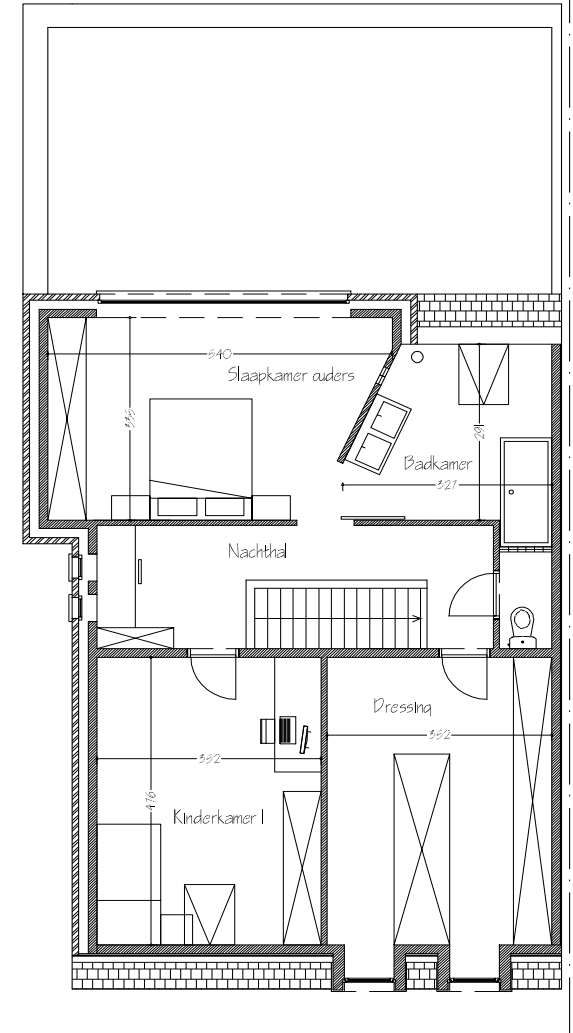 540
Slaapkamer ouders
335
291
Badkamer
327
Nachthal
Dressing
352
352
476
Kinderkamer 1